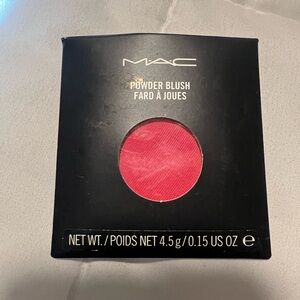 MAC
POWDER BLUSH
FARD À JOUES
NET WT. / POIDS NET 4.5 g / 0.15 US OZ ℮